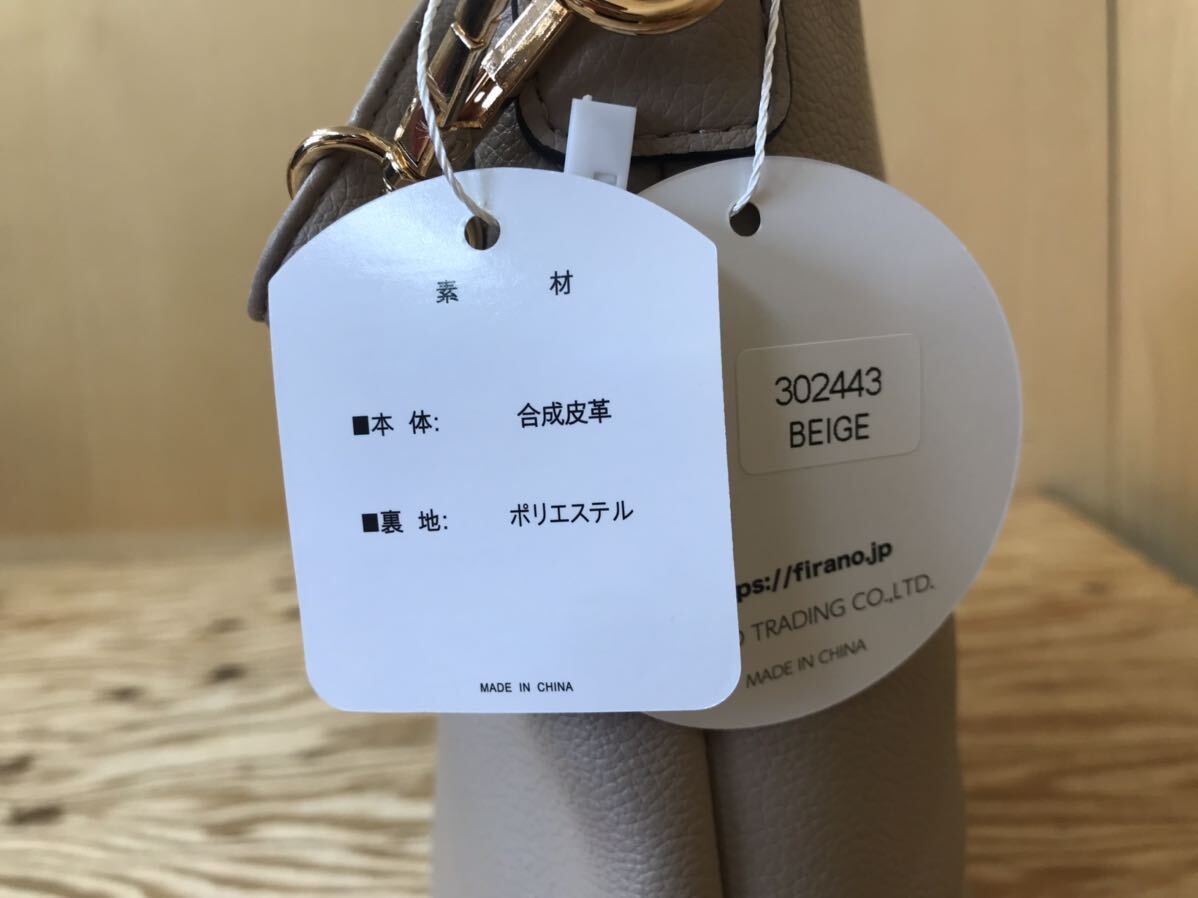 素 材
■本 体: 合成皮革
■裏 地: ポリエステル
MADE IN CHINA
302443
BEIGE
ps://firano.jp
TRADING CO.,LTD.
MADE IN CHINA